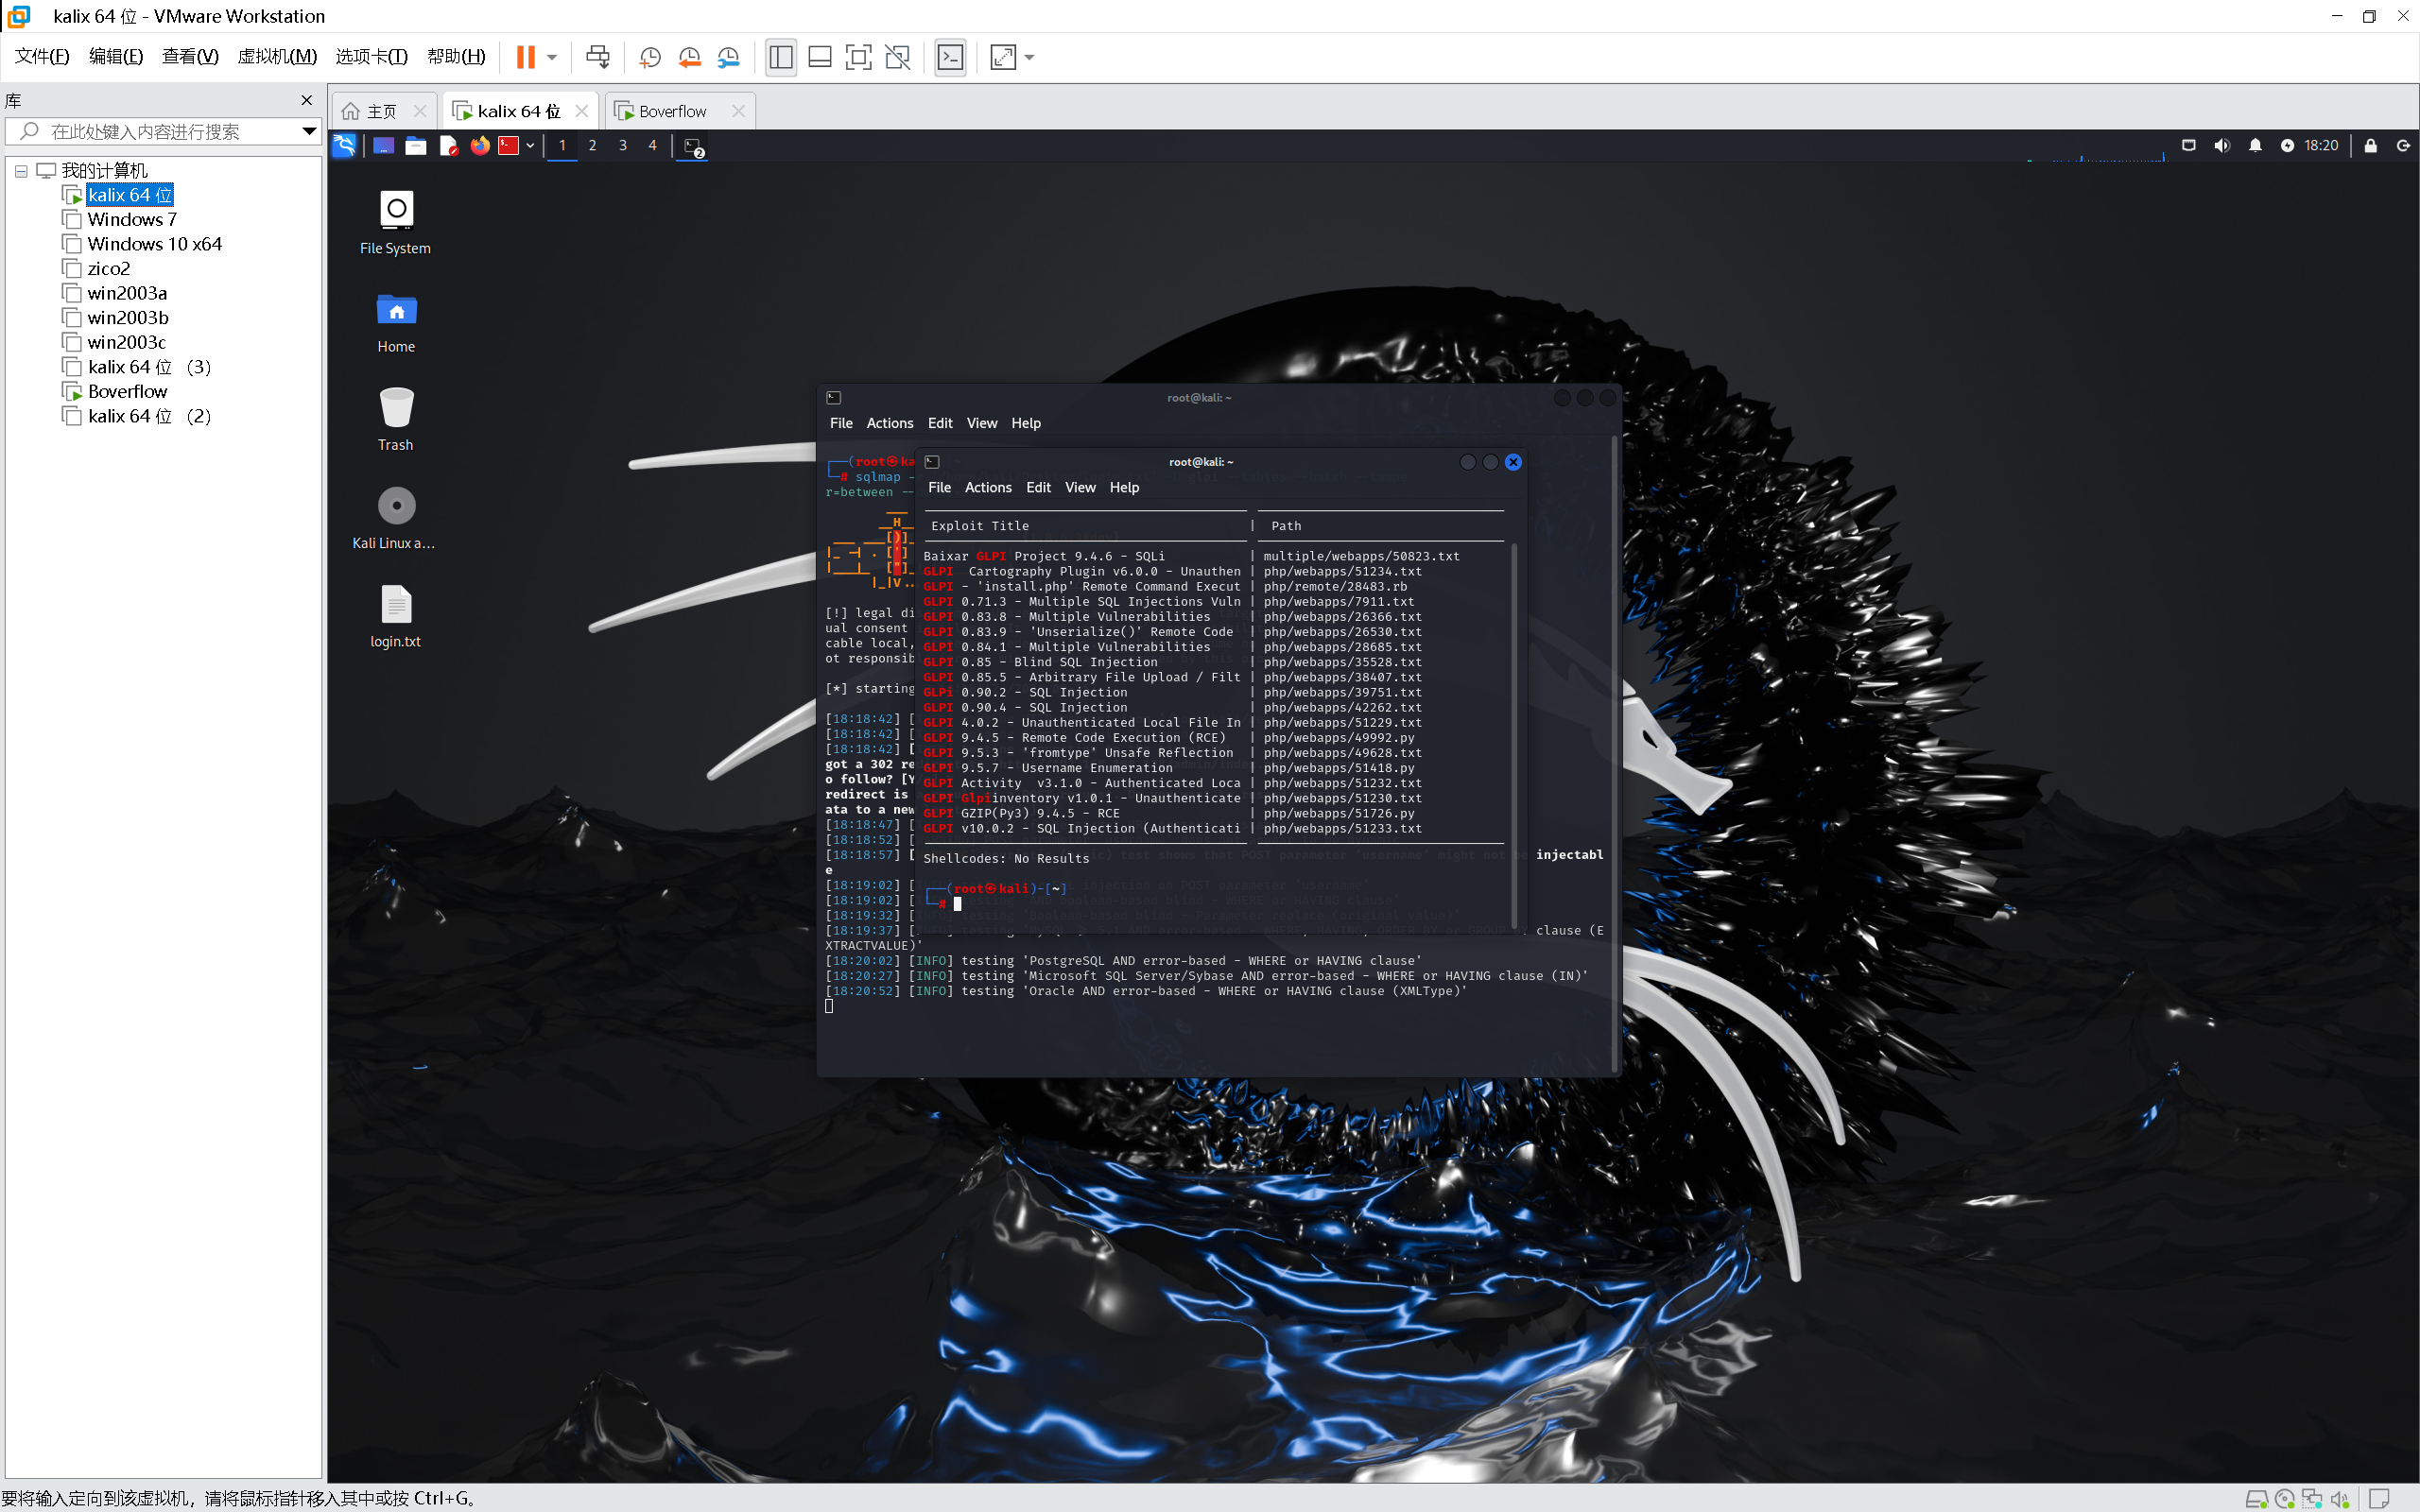 kalix 64 位 - VMware Workstation
文件(F) 编辑(E) 查看(V) 虚拟机(M) 选项卡(T) 帮助(H)
库
在此处键入内容进行搜索
我的计算机
kalix 64 位
Windows 7
Windows 10 x64
zico2
win2003a
win2003b
win2003c
kalix 64 位 （3）
Boverflow
kalix 64 位 （2）
主页 kalix 64 位 Boverflow
1 2 3 4 2 18:20
File System
Home
Trash
Kali Linux a…
login.txt
root@kali: ~
File Actions Edit View Help
┌──(root㉿ka
└─# sqlmap -
r=between --
[!] legal di
ual consent
cable local,
ot responsib
[*] starting
[18:18:42] [
[18:18:42] [
[18:18:42] [
got a 302 re
o follow? [Y
redirect is
ata to a new
[18:18:47] [
[18:18:52] [
[18:18:57] [ injectabl
e
[18:19:02] [
[18:19:02] [
[18:19:32] [
[18:19:37] [ clause (E
XTRACTVALUE)'
[18:20:02] [INFO] testing 'PostgreSQL AND error-based - WHERE or HAVING clause'
[18:20:27] [INFO] testing 'Microsoft SQL Server/Sybase AND error-based - WHERE or HAVING clause (IN)'
[18:20:52] [INFO] testing 'Oracle AND error-based - WHERE or HAVING clause (XMLType)'
root@kali: ~
File Actions Edit View Help
Exploit Title | Path
Baixar GLPI Project 9.4.6 - SQLi | multiple/webapps/50823.txt
GLPI  Cartography Plugin v6.0.0 - Unauthen | php/webapps/51234.txt
GLPI - 'install.php' Remote Command Execut | php/remote/28483.rb
GLPI 0.71.3 - Multiple SQL Injections Vuln | php/webapps/7911.txt
GLPI 0.83.8 - Multiple Vulnerabilities | php/webapps/26366.txt
GLPI 0.83.9 - 'Unserialize()' Remote Code | php/webapps/26530.txt
GLPI 0.84.1 - Multiple Vulnerabilities | php/webapps/28685.txt
GLPI 0.85 - Blind SQL Injection | php/webapps/35528.txt
GLPI 0.85.5 - Arbitrary File Upload / Filt | php/webapps/38407.txt
GLPi 0.90.2 - SQL Injection | php/webapps/39751.txt
GLPI 0.90.4 - SQL Injection | php/webapps/42262.txt
GLPI 4.0.2 - Unauthenticated Local File In | php/webapps/51229.txt
GLPI 9.4.5 - Remote Code Execution (RCE) | php/webapps/49992.py
GLPI 9.5.3 - 'fromtype' Unsafe Reflection | php/webapps/49628.txt
GLPI 9.5.7 - Username Enumeration | php/webapps/51418.py
GLPI Activity  v3.1.0 - Authenticated Loca | php/webapps/51232.txt
GLPI Glpiinventory v1.0.1 - Unauthenticate | php/webapps/51230.txt
GLPI GZIP(Py3) 9.4.5 - RCE | php/webapps/51726.py
GLPI v10.0.2 - SQL Injection (Authenticati | php/webapps/51233.txt
Shellcodes: No Results
┌──(root㉿kali)-[~]
└─#
要将输入定向到该虚拟机，请将鼠标指针移入其中或按 Ctrl+G。